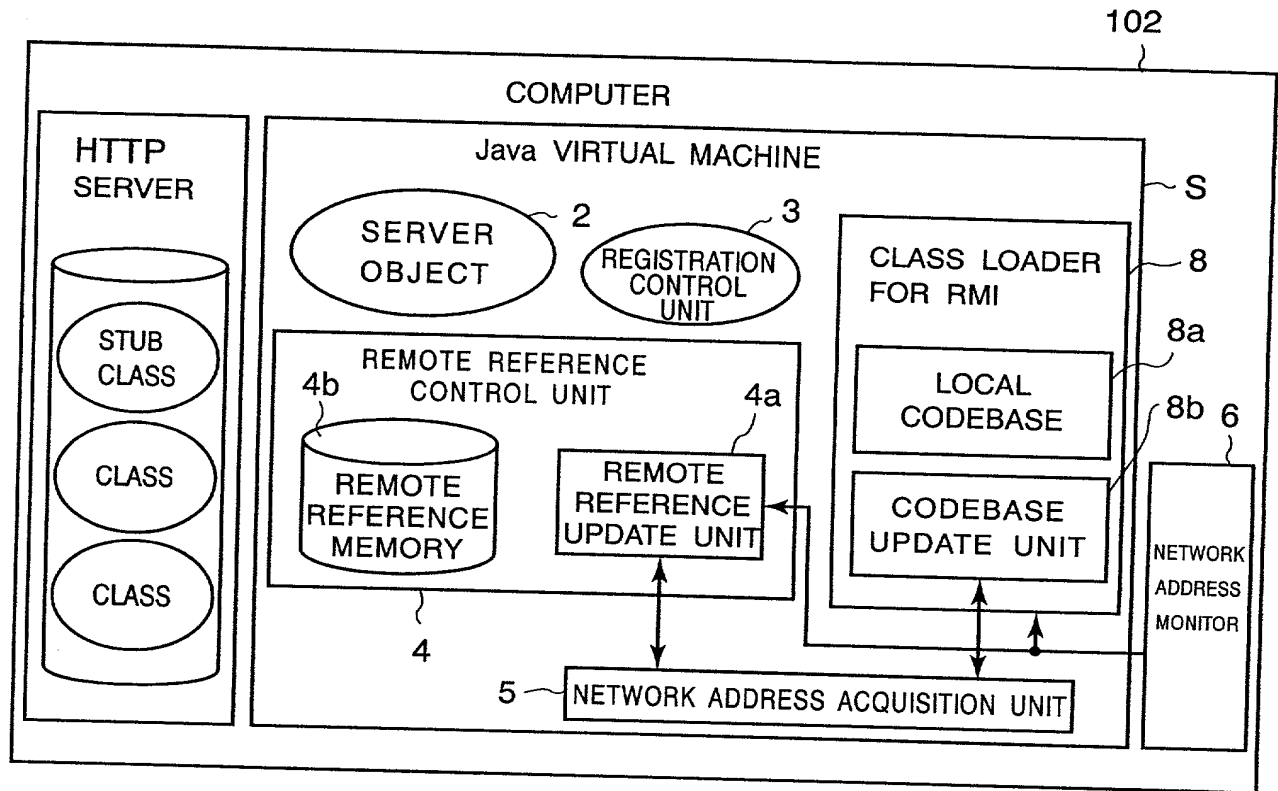 102
COMPUTER
HTTP
SERVER
STUB
CLASS
CLASS
CLASS
Java VIRTUAL MACHINE
S
SERVER
OBJECT
2
REGISTRATION
CONTROL
UNIT
3
REMOTE REFERENCE
CONTROL UNIT
4b
REMOTE
REFERENCE
MEMORY
4a
REMOTE
REFERENCE
UPDATE UNIT
4
CLASS LOADER
FOR RMI
8
LOCAL
CODEBASE
8a
CODEBASE
UPDATE UNIT
8b
5
NETWORK ADDRESS ACQUISITION UNIT
6
NETWORK
ADDRESS
MONITOR